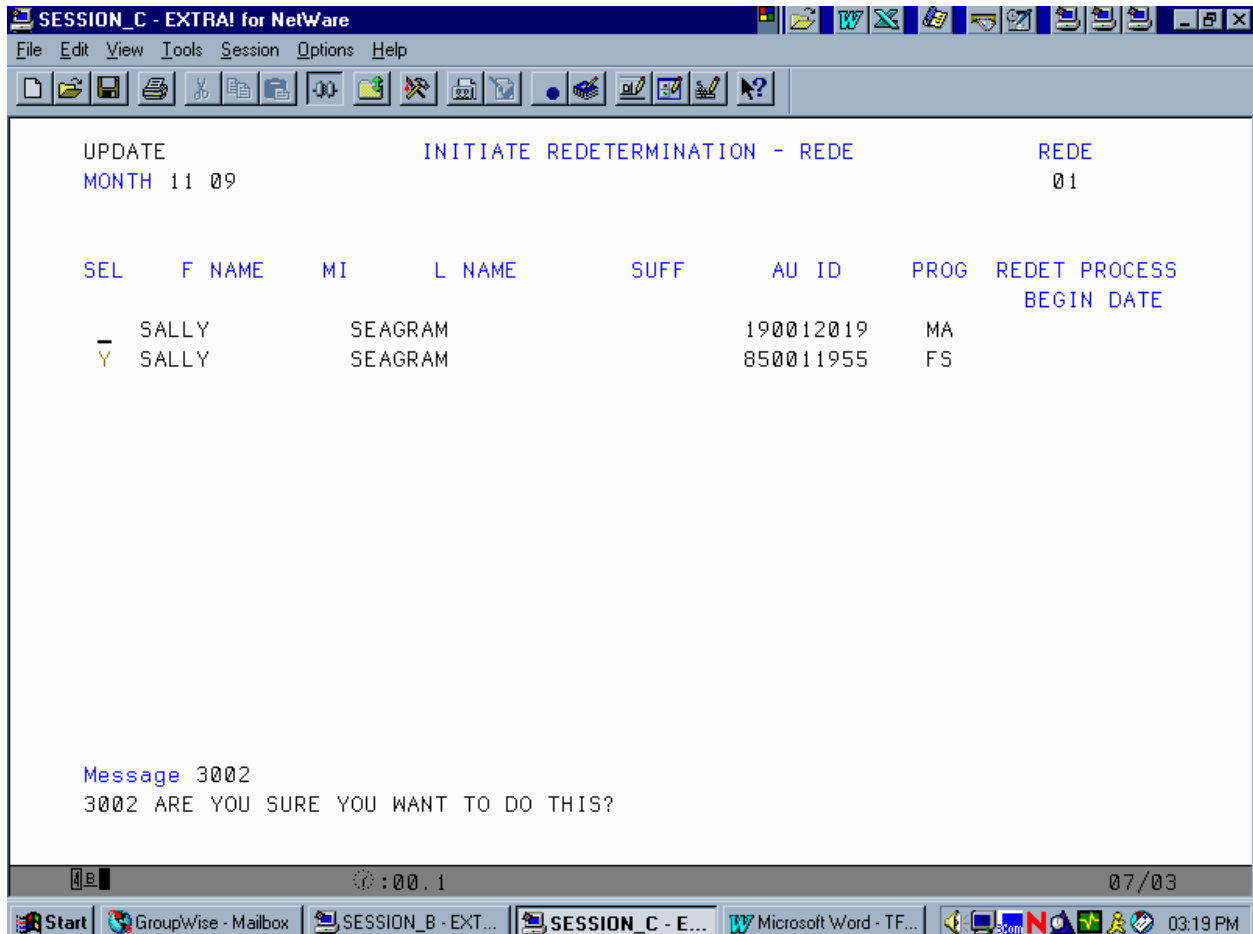 SESSION_C - EXTRA! for NetWare
File Edit View Tools Session Options Help
UPDATE INITIATE REDETERMINATION - REDE REDE
MONTH 11 09 01
SEL F NAME MI L NAME SUFF AU ID PROG REDET PROCESS
BEGIN DATE
_ SALLY SEAGRAM 190012019 MA
Y SALLY SEAGRAM 850011955 FS
Message 3002
3002 ARE YOU SURE YOU WANT TO DO THIS?
A B :00.1 07/03
Start GroupWise - Mailbox SESSION_B - EXT... SESSION_C - E... Microsoft Word - TF... 03:19 PM